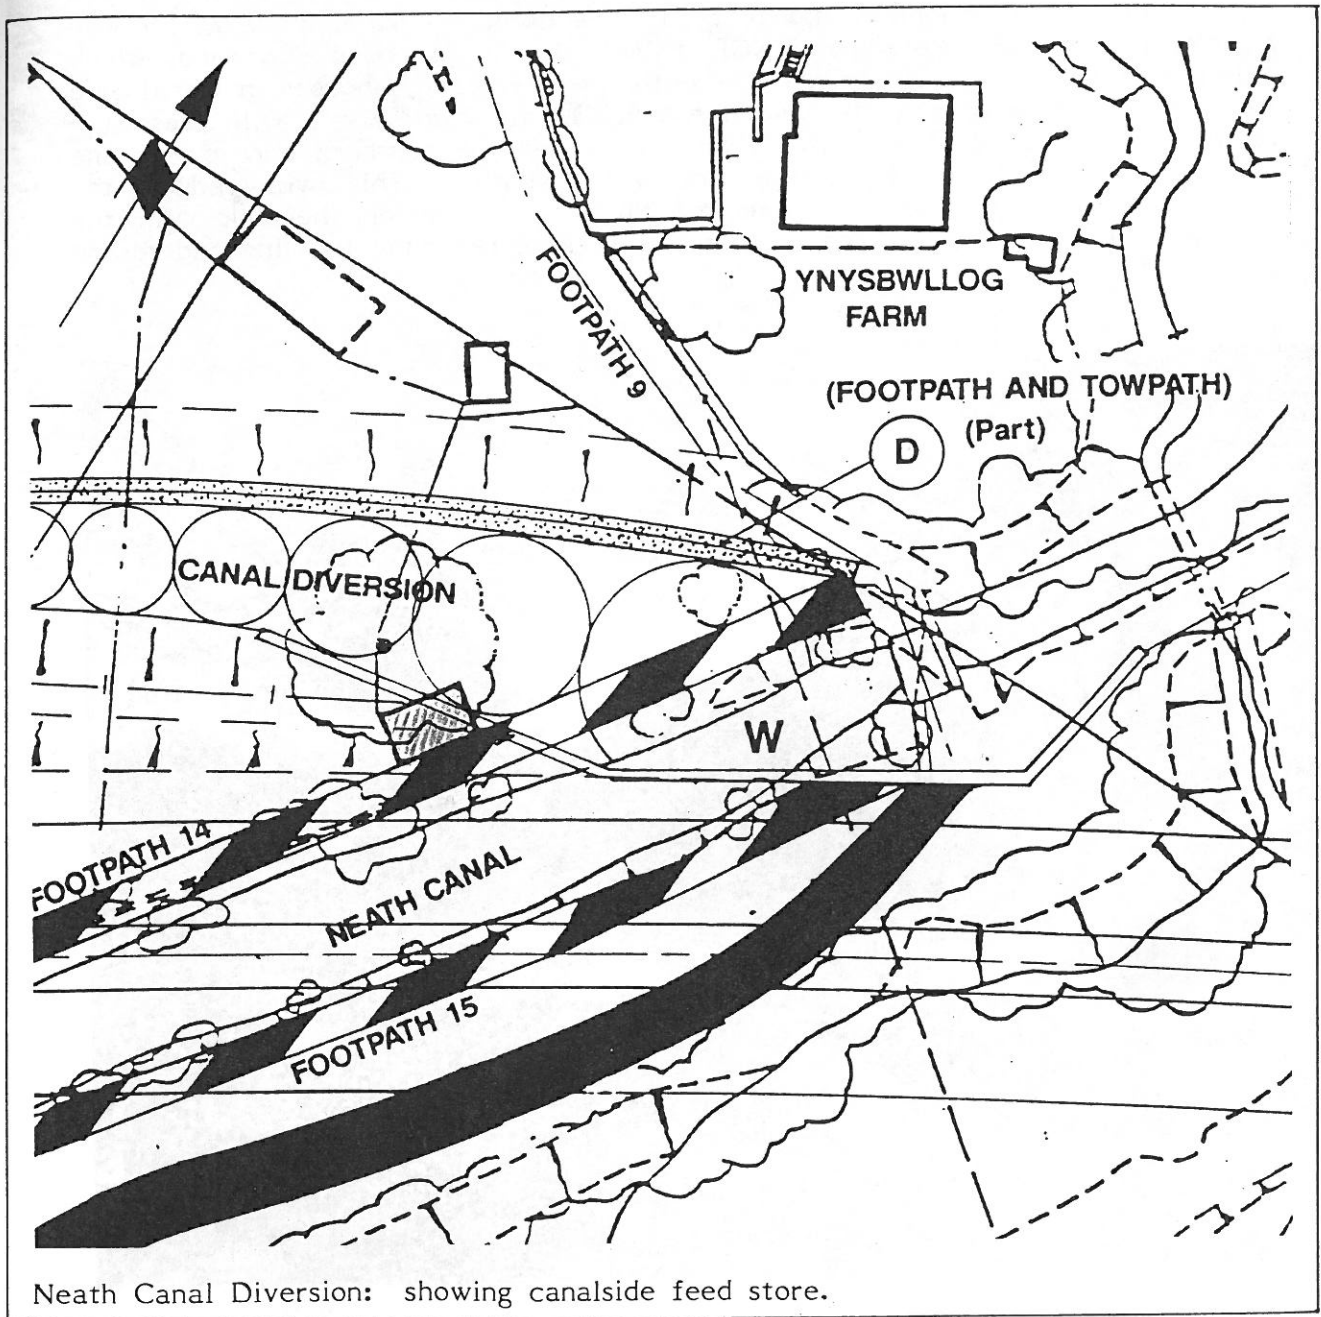 YNYSBWLLOG
FARM
FOOTPATH 9
(FOOTPATH AND TOWPATH)
(Part)
D
CANAL DIVERSION
W
FOOTPATH 14
NEATH CANAL
FOOTPATH 15
Neath Canal Diversion: showing canalside feed store.